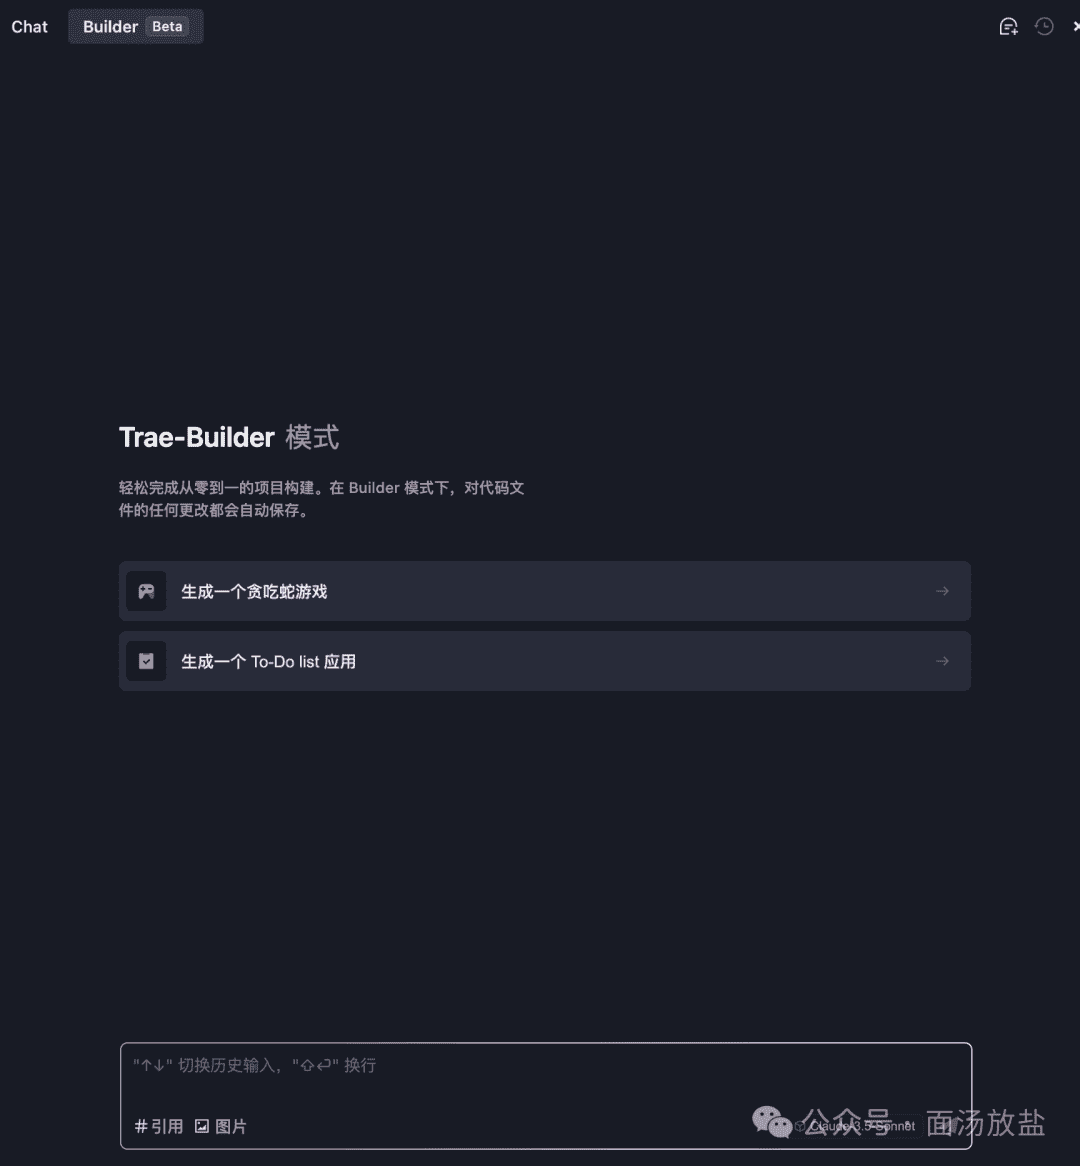 Chat Builder Beta
Trae-Builder 模式
轻松完成从零到一的项目构建。在 Builder 模式下，对代码文
件的任何更改都会自动保存。
生成一个贪吃蛇游戏
生成一个 To-Do list 应用
"↑↓" 切换历史输入，"⇧⏎" 换行
#引用 图片 Claude-3.5-Sonnet
公众号 · 面汤放盐